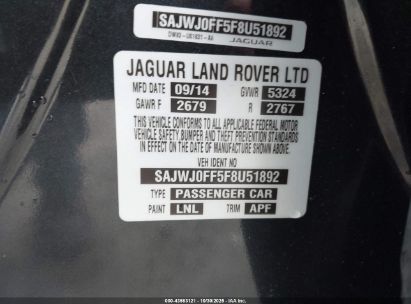 SAJWJ0FF5F8U51892
JAGUAR
JAGUAR LAND ROVER LTD
MFD DATE 09/14 GVWR 5324
GAWR F 2679 R 2767
THIS VEHICLE CONFORMS TO ALL APPLICABLE FEDERAL MOTOR
VEHICLE SAFETY, BUMPER AND THEFT PREVENTION STANDARDS
IN EFFECT ON THE DATE OF MANUFACTURE SHOWN ABOVE.
VEH IDENT NO
SAJWJ0FF5F8U51892
TYPE PASSENGER CAR
PAINT LNL TRIM APF